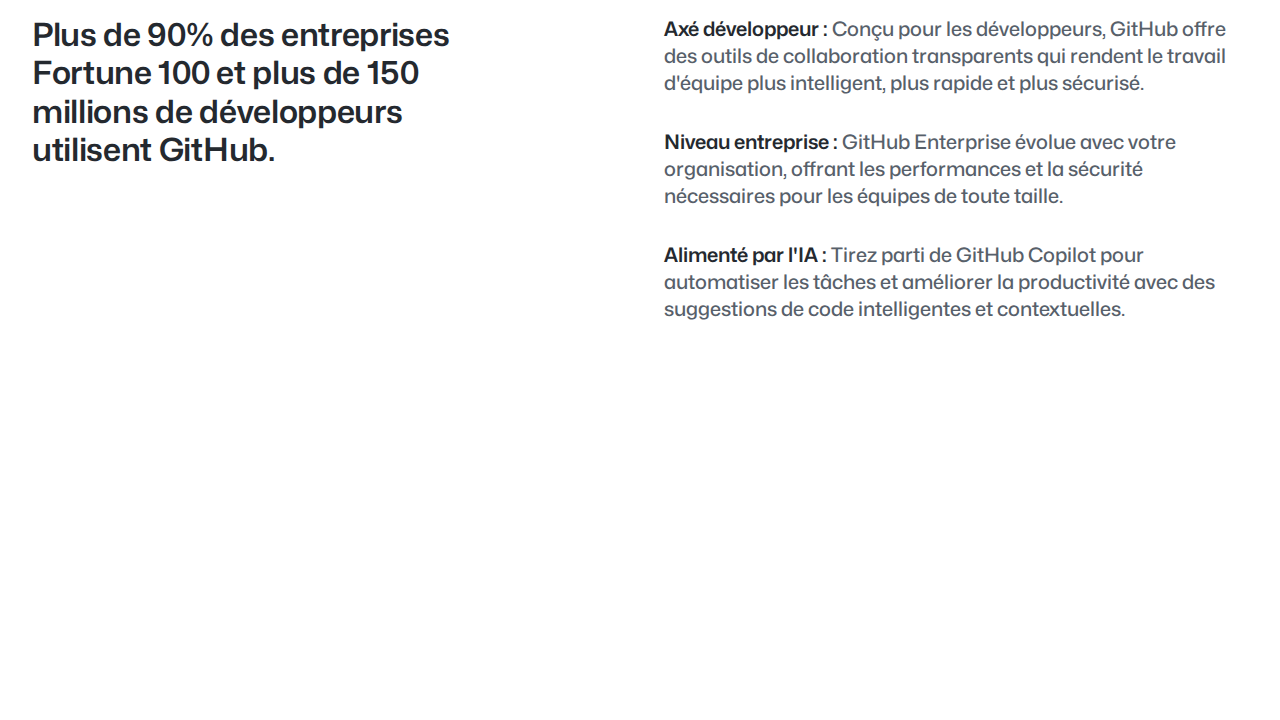 Plus de 90% des entreprises
Fortune 100 et plus de 150
millions de développeurs
utilisent GitHub.
Axé développeur : Conçu pour les développeurs, GitHub offre
des outils de collaboration transparents qui rendent le travail
d'équipe plus intelligent, plus rapide et plus sécurisé.
Niveau entreprise : GitHub Enterprise évolue avec votre
organisation, offrant les performances et la sécurité
nécessaires pour les équipes de toute taille.
Alimenté par l'IA : Tirez parti de GitHub Copilot pour
automatiser les tâches et améliorer la productivité avec des
suggestions de code intelligentes et contextuelles.